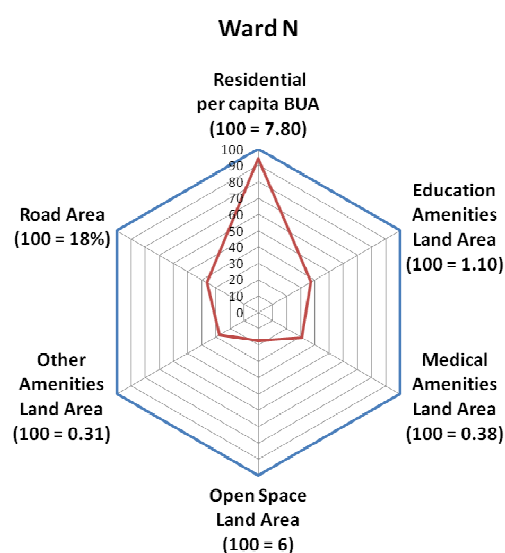 Ward N
Residential
per capita BUA
(100 = 7.80)
100
90
80
70
60
50
40
30
20
10
0
Education
Amenities
Land Area
(100 = 1.10)
Medical
Amenities
Land Area
(100 = 0.38)
Open Space
Land Area
(100 = 6)
Other
Amenities
Land Area
(100 = 0.31)
Road Area
(100 = 18%)